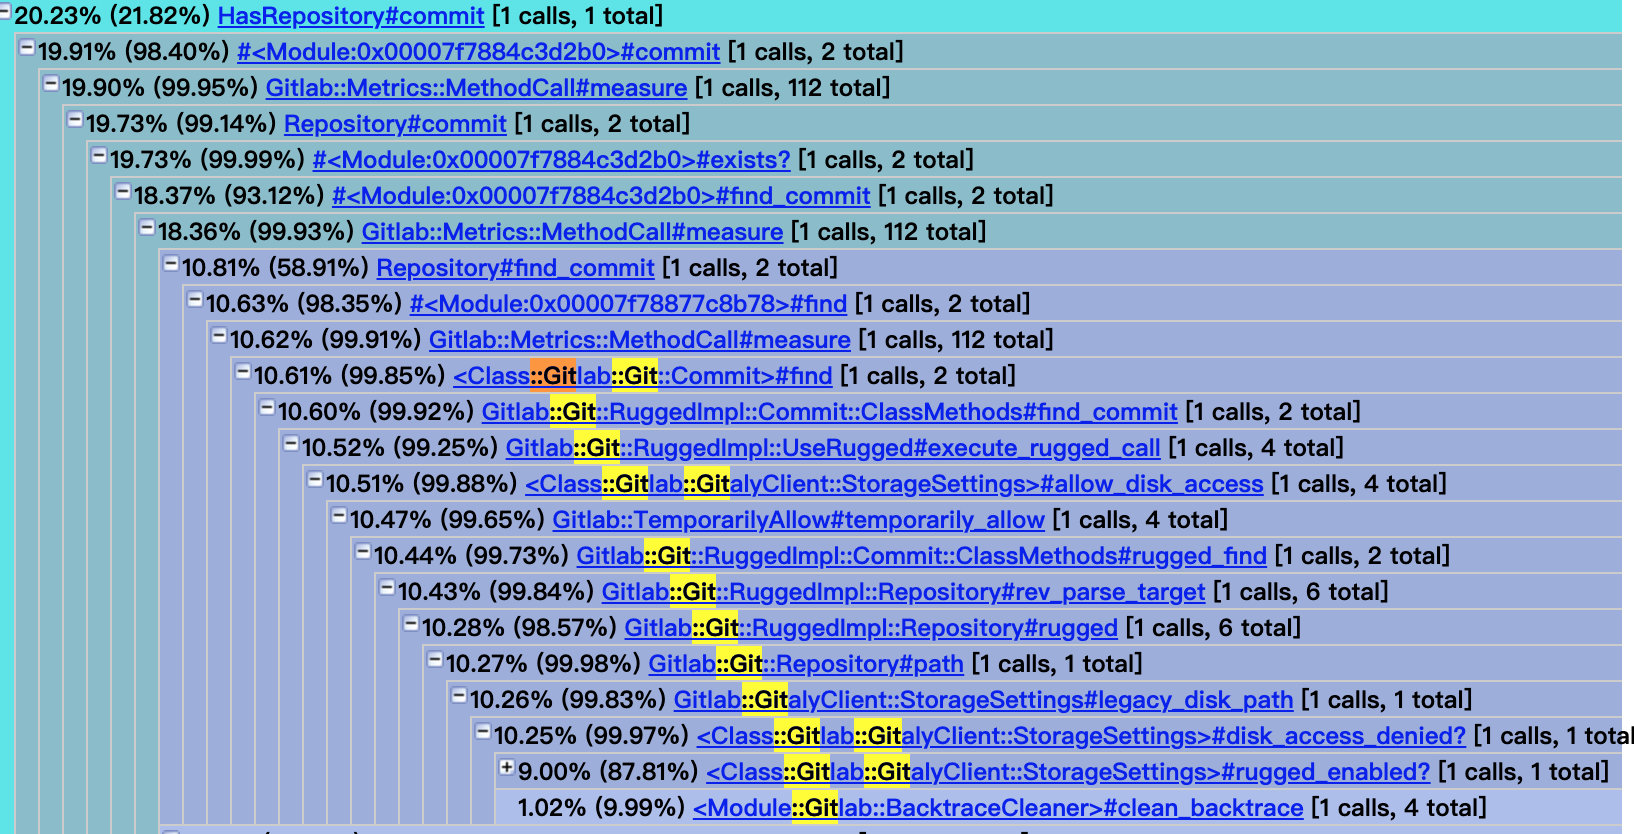 20.23% (21.82%) HasRepository#commit [1 calls, 1 total]
19.91% (98.40%) #<Module:0x00007f7884c3d2b0>#commit [1 calls, 2 total]
19.90% (99.95%) Gitlab::Metrics::MethodCall#measure [1 calls, 112 total]
19.73% (99.14%) Repository#commit [1 calls, 2 total]
19.73% (99.99%) #<Module:0x00007f7884c3d2b0>#exists? [1 calls, 2 total]
18.37% (93.12%) #<Module:0x00007f7884c3d2b0>#find_commit [1 calls, 2 total]
18.36% (99.93%) Gitlab::Metrics::MethodCall#measure [1 calls, 112 total]
10.81% (58.91%) Repository#find_commit [1 calls, 2 total]
10.63% (98.35%) #<Module:0x00007f78877c8b78>#find [1 calls, 2 total]
10.62% (99.91%) Gitlab::Metrics::MethodCall#measure [1 calls, 112 total]
10.61% (99.85%) <Class::Gitlab::Git::Commit>#find [1 calls, 2 total]
10.60% (99.92%) Gitlab::Git::RuggedImpl::Commit::ClassMethods#find_commit [1 calls, 2 total]
10.52% (99.25%) Gitlab::Git::RuggedImpl::UseRugged#execute_rugged_call [1 calls, 4 total]
10.51% (99.88%) <Class::Gitlab::GitalyClient::StorageSettings>#allow_disk_access [1 calls, 4 total]
10.47% (99.65%) Gitlab::TemporarilyAllow#temporarily_allow [1 calls, 4 total]
10.44% (99.73%) Gitlab::Git::RuggedImpl::Commit::ClassMethods#rugged_find [1 calls, 2 total]
10.43% (99.84%) Gitlab::Git::RuggedImpl::Repository#rev_parse_target [1 calls, 6 total]
10.28% (98.57%) Gitlab::Git::RuggedImpl::Repository#rugged [1 calls, 6 total]
10.27% (99.98%) Gitlab::Git::Repository#path [1 calls, 1 total]
10.26% (99.83%) Gitlab::GitalyClient::StorageSettings#legacy_disk_path [1 calls, 1 total]
10.25% (99.97%) <Class::Gitlab::GitalyClient::StorageSettings>#disk_access_denied? [1 calls, 1 total
9.00% (87.81%) <Class::Gitlab::GitalyClient::StorageSettings>#rugged_enabled? [1 calls, 1 total]
1.02% (9.99%) <Module::Gitlab::BacktraceCleaner>#clean_backtrace [1 calls, 4 total]